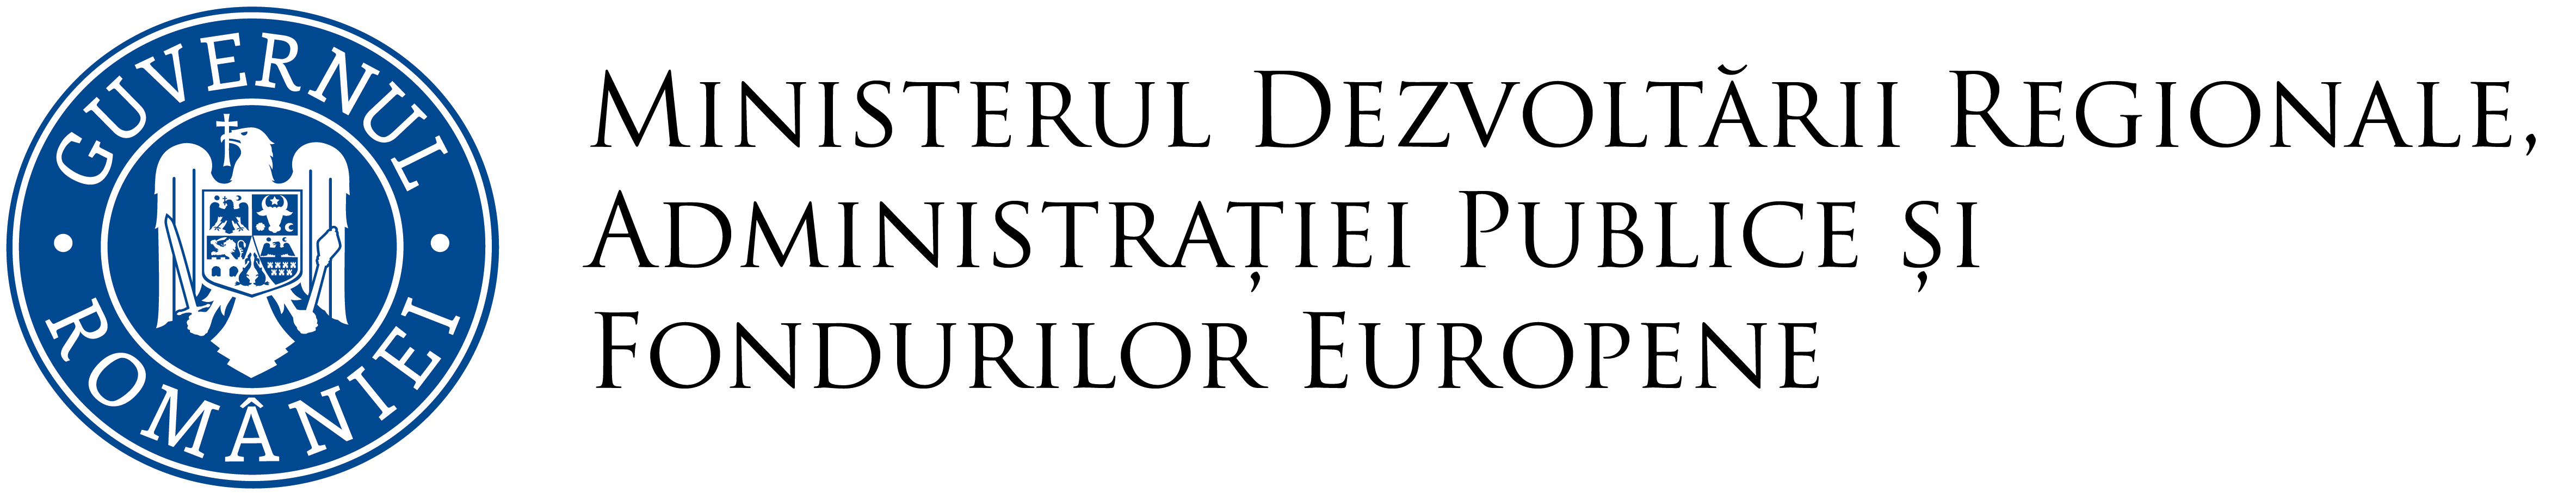 GUVERNUL
ROMÂNIEI
MINISTERUL DEZVOLTĂRII REGIONALE,
ADMINISTRAȚIEI PUBLICE ȘI
FONDURILOR EUROPENE